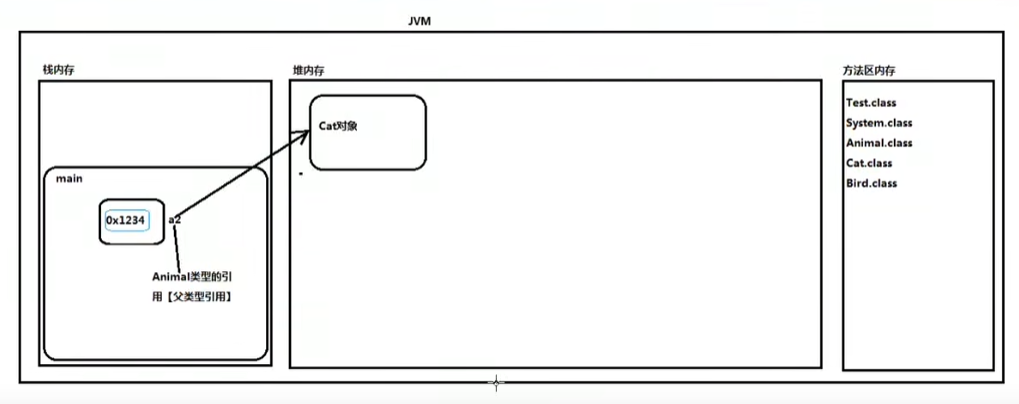 JVM
栈内存
堆内存
方法区内存
Cat对象
Test.class
System.class
Animal.class
Cat.class
Bird.class
main
0x1234
a2
Animal类型的引
用【父类型引用】